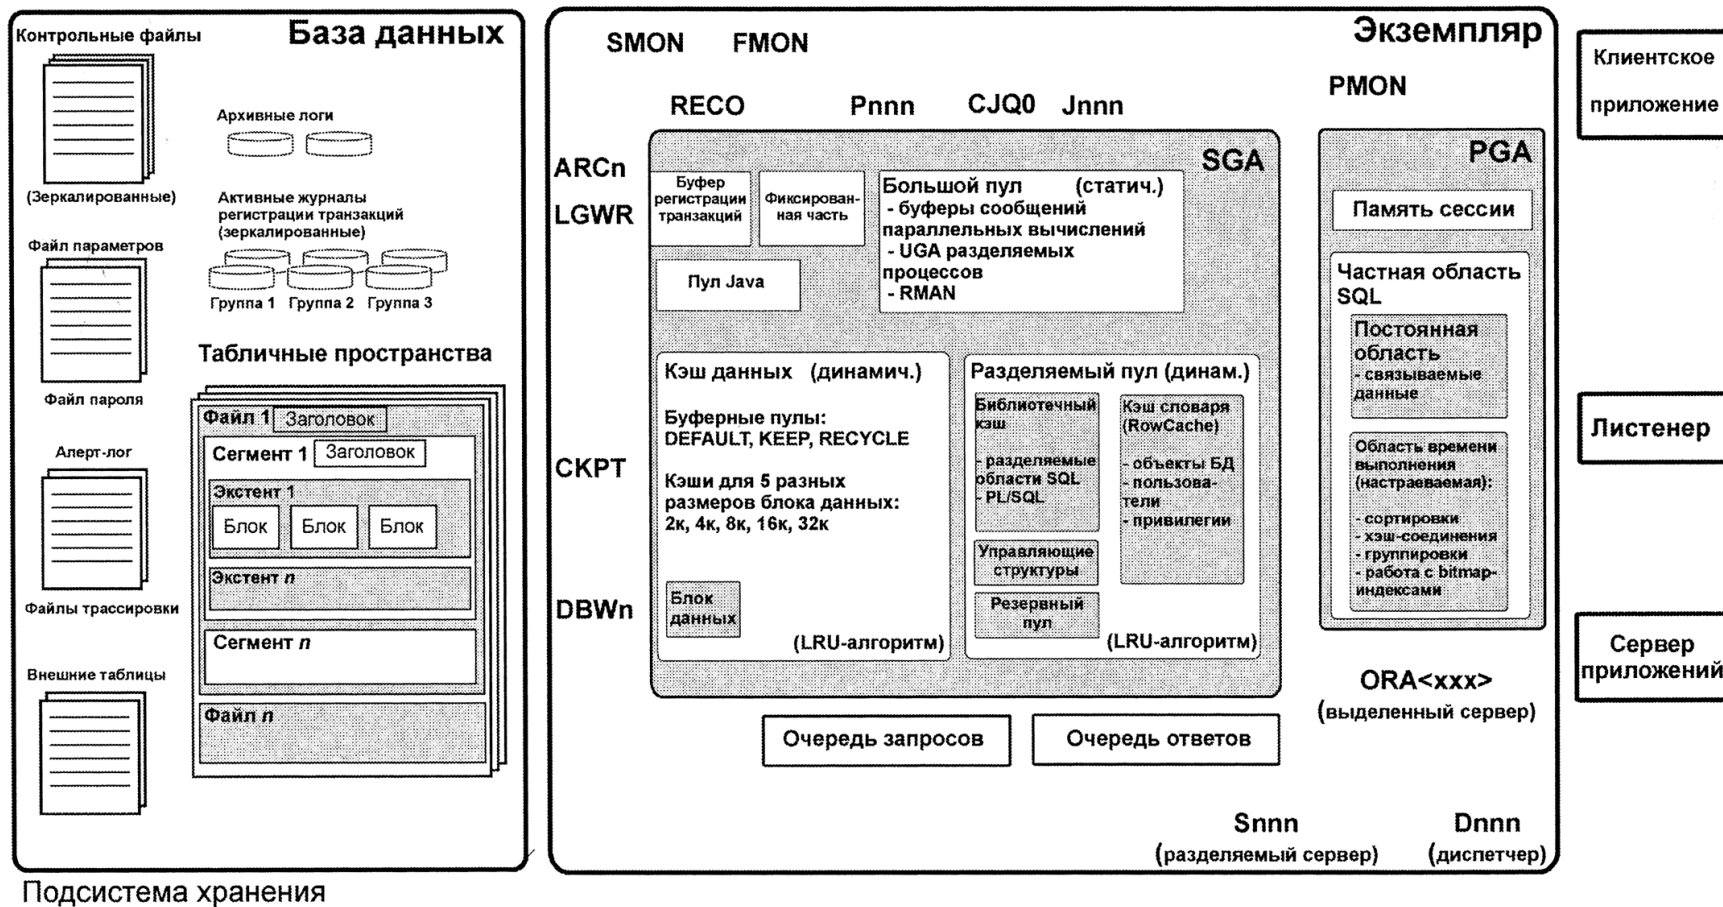 База данных
Контрольные файлы
(Зеркалированные)
Файл параметров
Файл пароля
Алерт-лог
Файлы трассировки
Внешние таблицы
Архивные логи
Активные журналы
регистрации транзакций
(зеркалированные)
Группа 1 Группа 2 Группа 3
Табличные пространства
Файл 1 Заголовок
Сегмент 1 Заголовок
Экстент 1
Блок Блок Блок
Экстент n
Сегмент n
Файл n
Подсистема хранения
Экземпляр
SMON FMON
PMON
RECO Pnnn CJQ0 Jnnn
ARCn
LGWR
CKPT
DBWn
SGA
Буфер
регистрации
транзакций
Фиксирован-
ная часть
Большой пул (статич.)
- буферы сообщений
параллельных вычислений
- UGA разделяемых
процессов
- RMAN
Пул Java
Кэш данных (динамич.)
Буферные пулы:
DEFAULT, KEEP, RECYCLE
Кэши для 5 разных
размеров блока данных:
2к, 4к, 8к, 16к, 32к
Блок
данных
(LRU-алгоритм)
Разделяемый пул (динам.)
Библиотечный
кэш
- разделяемые
области SQL
- PL/SQL
Кэш словаря
(RowCache)
- объекты БД
- пользова-
тели
- привилегии
Управляющие
структуры
Резервный
пул
(LRU-алгоритм)
PGA
Память сессии
Частная область
SQL
Постоянная
область
- связываемые
данные
Область времени
выполнения
(настраеваемая):
- сортировки
- хэш-соединения
- группировки
- работа с bitmap-
индексами
ORA<xxx>
(выделенный сервер)
Очередь запросов
Очередь ответов
Snnn
(разделяемый сервер)
Dnnn
(диспетчер)
Клиентское
приложение
Листенер
Сервер
приложений